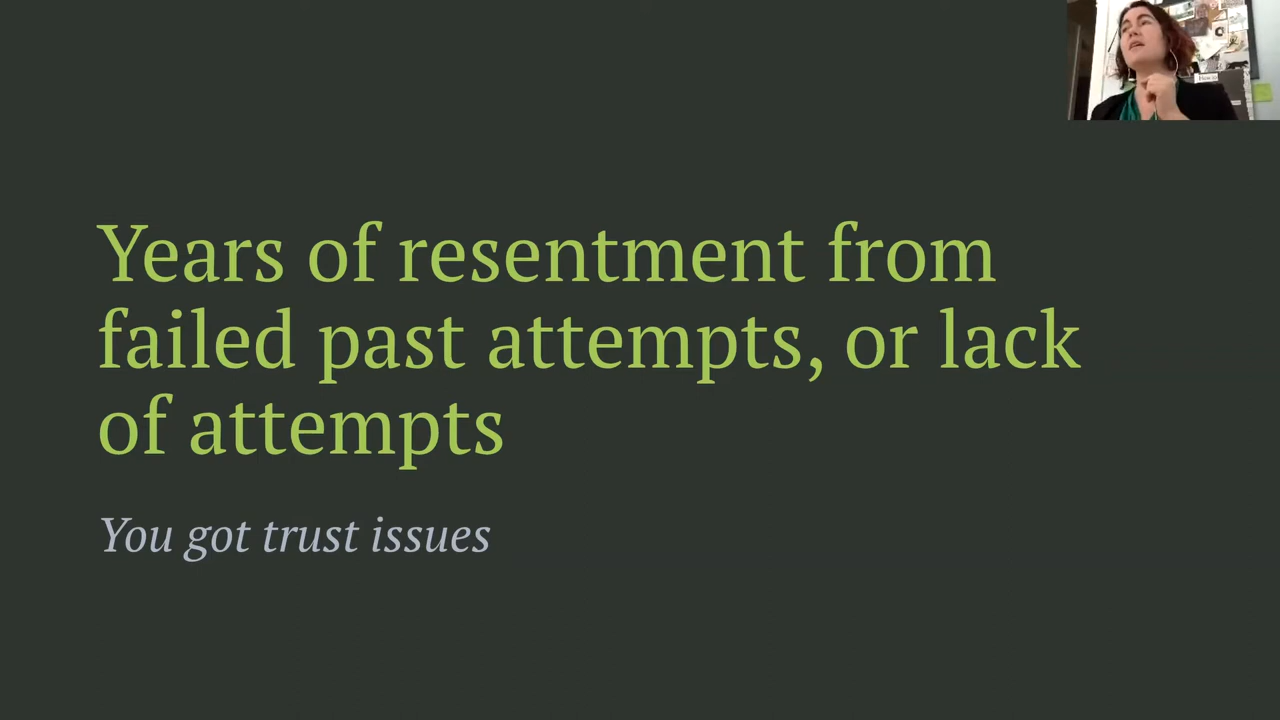 Years of resentment from
failed past attempts, or lack
of attempts
You got trust issues